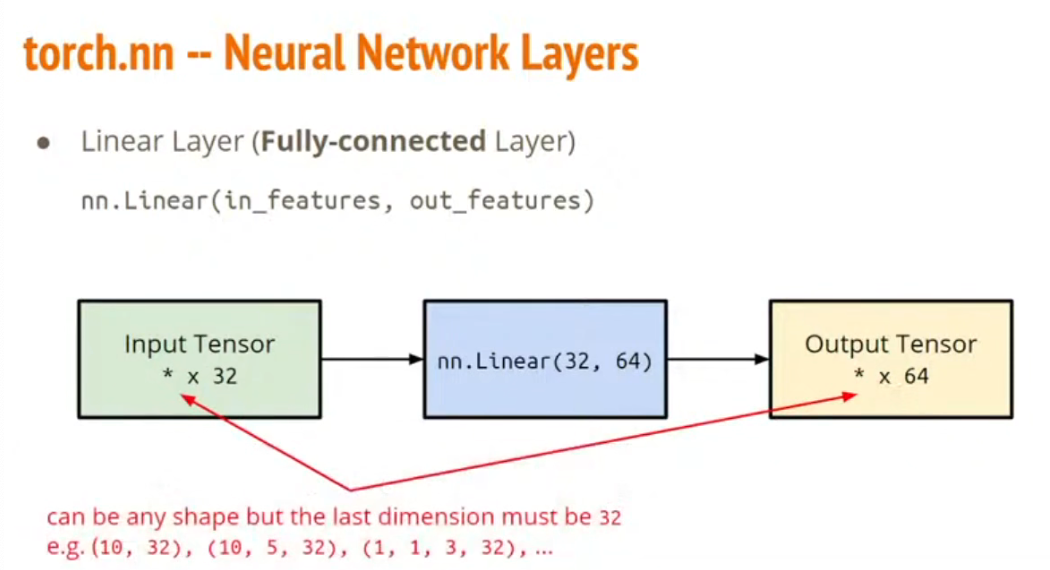 torch.nn -- Neural Network Layers
● Linear Layer (Fully-connected Layer)
nn.Linear(in_features, out_features)
Input Tensor
* x 32
nn.Linear(32, 64)
Output Tensor
* x 64
can be any shape but the last dimension must be 32
e.g. (10, 32), (10, 5, 32), (1, 1, 3, 32), ...